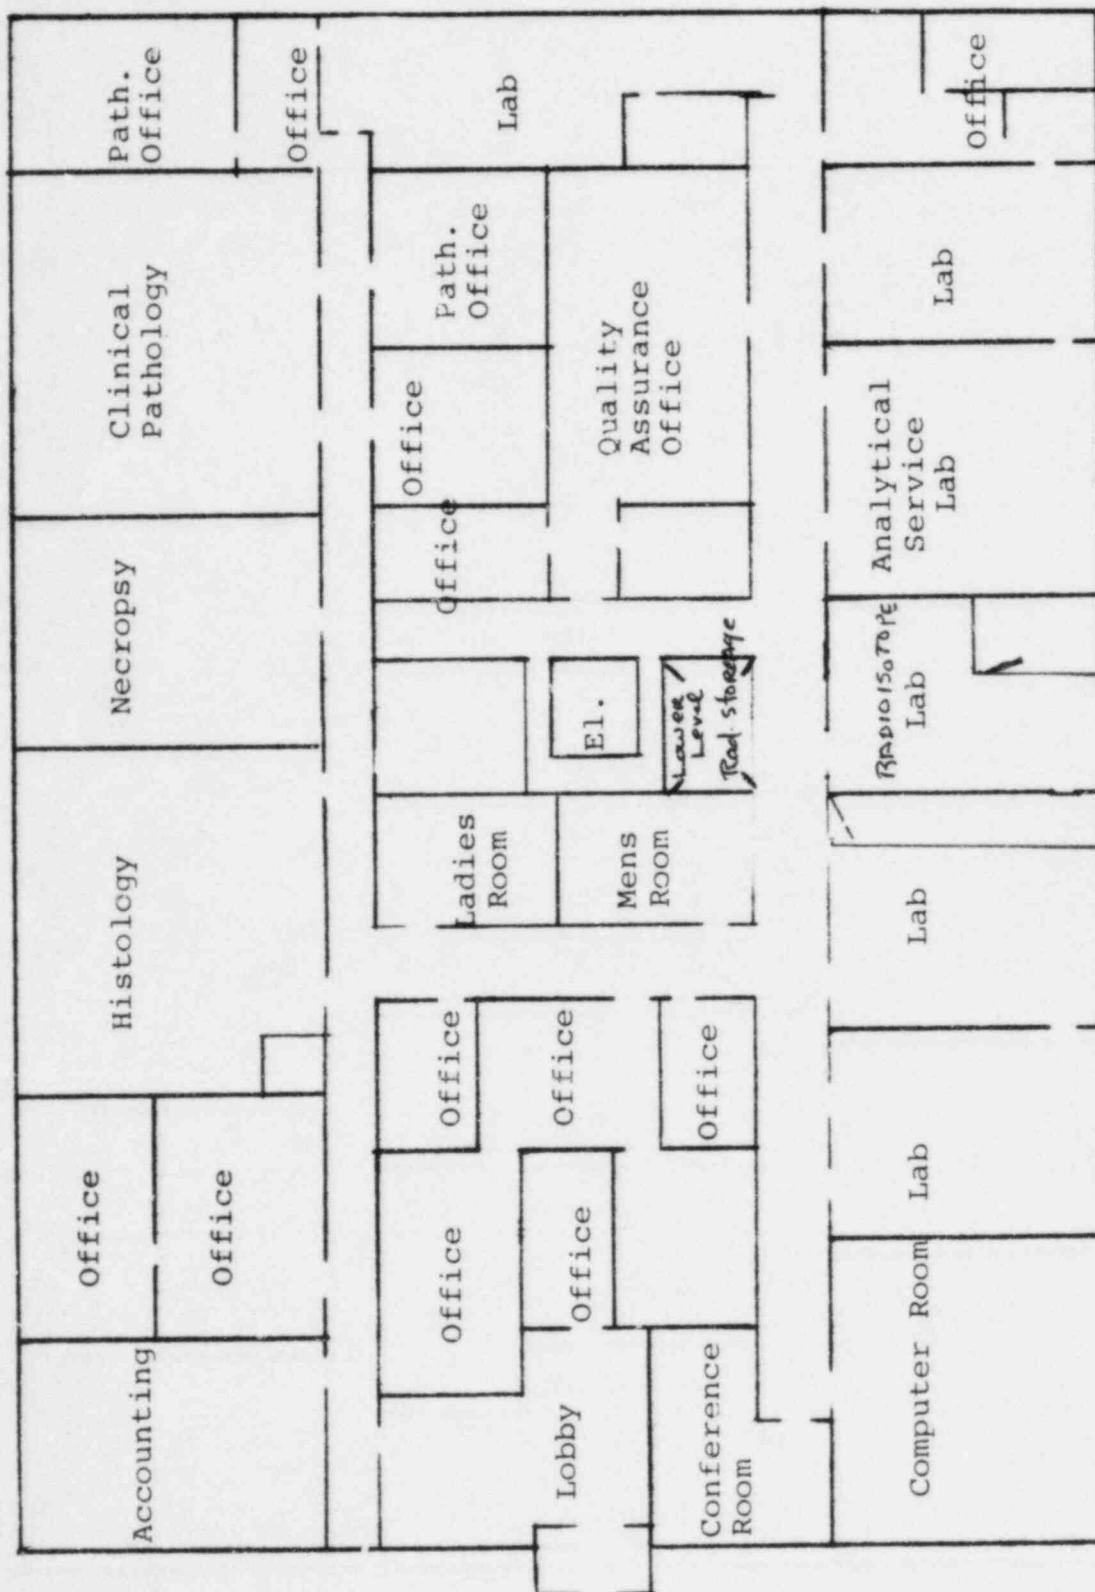 Accounting
Office
Office
Histology
Necropsy
Clinical
Pathology
Path.
Office
Office
Office
Office
Ladies
Room
Office
Office
Path.
Office
Lab
Lobby
Office
Office
El.
Quality
Assurance
Office
Conference
Room
Office
Mens
Room
Lower
Level
Rad. Storage
Computer Room
Lab
Lab
RADIOISOTOPE
Lab
Analytical
Service
Lab
Lab
Office